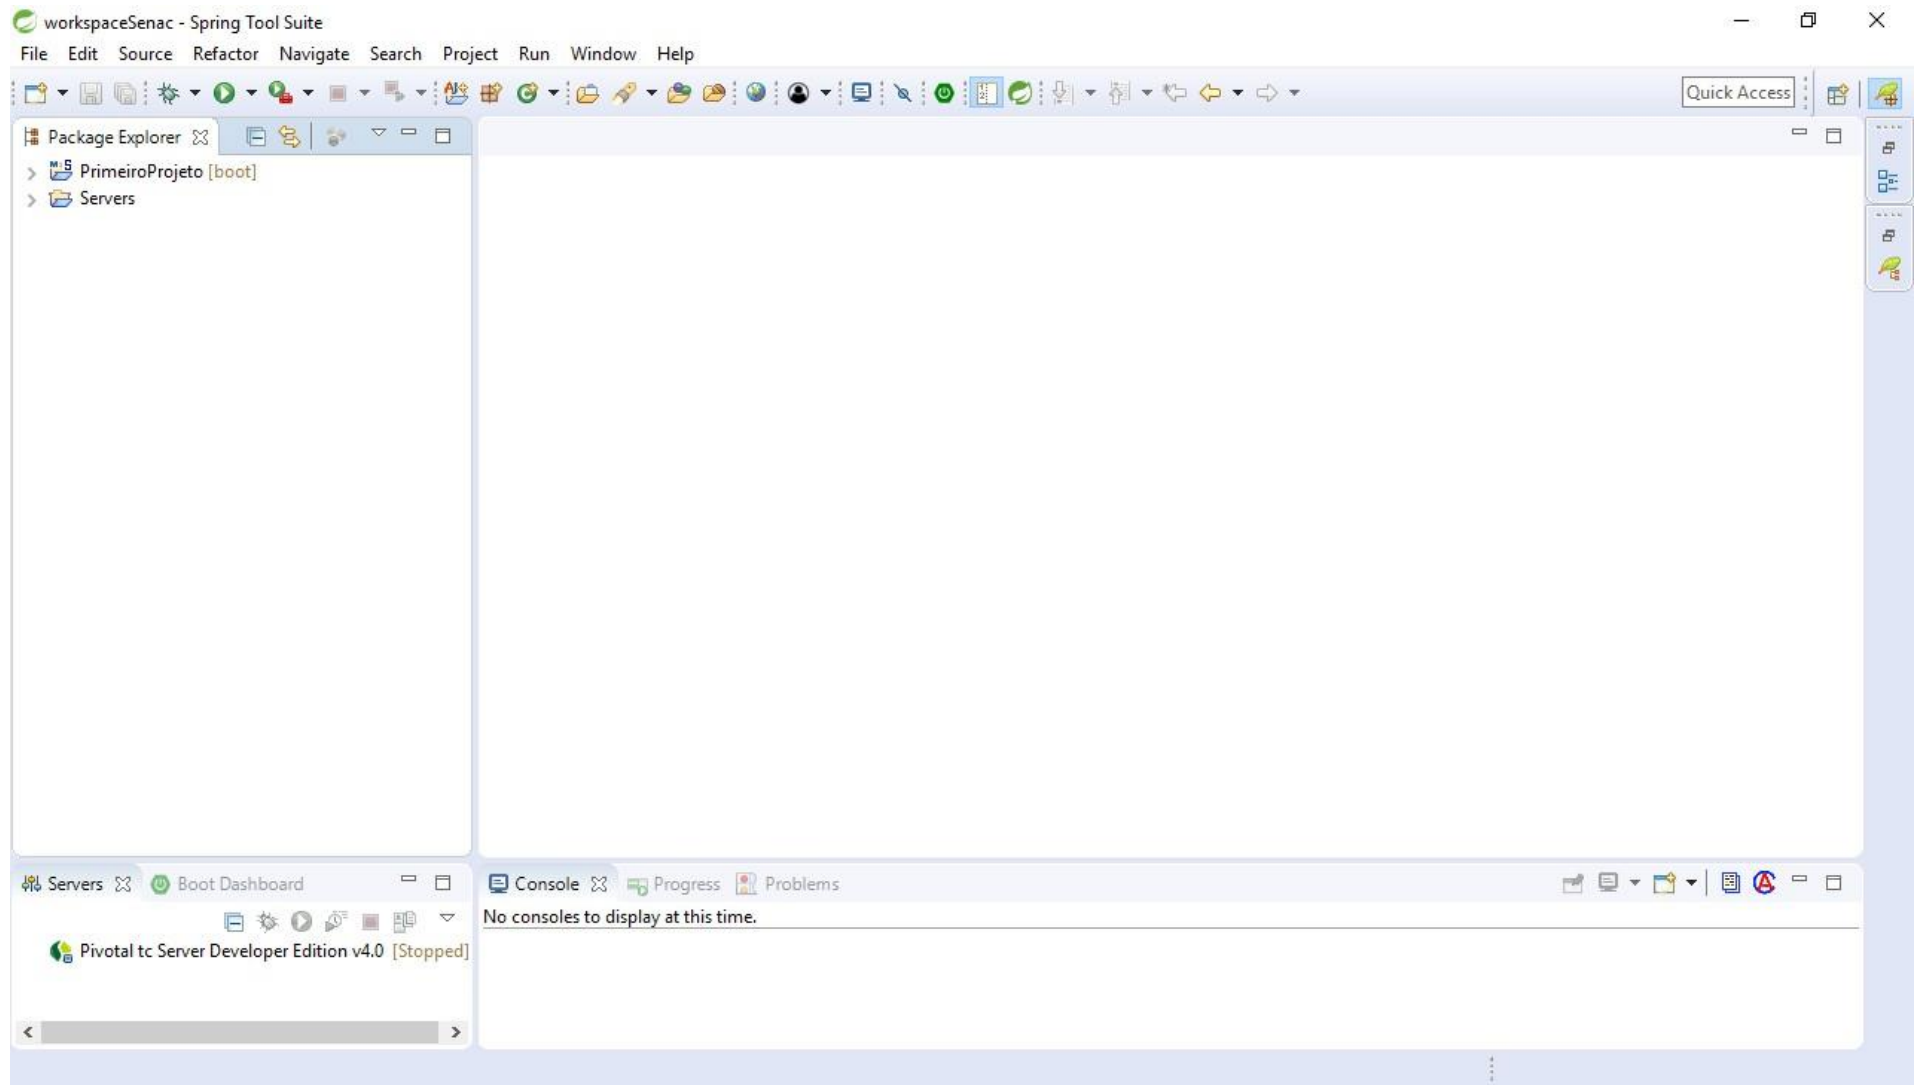 workspaceSenac - Spring Tool Suite
File Edit Source Refactor Navigate Search Project Run Window Help
Quick Access
Package Explorer
PrimeiroProjeto [boot]
Servers
Servers Boot Dashboard
Pivotal tc Server Developer Edition v4.0 [Stopped]
Console Progress Problems
No consoles to display at this time.